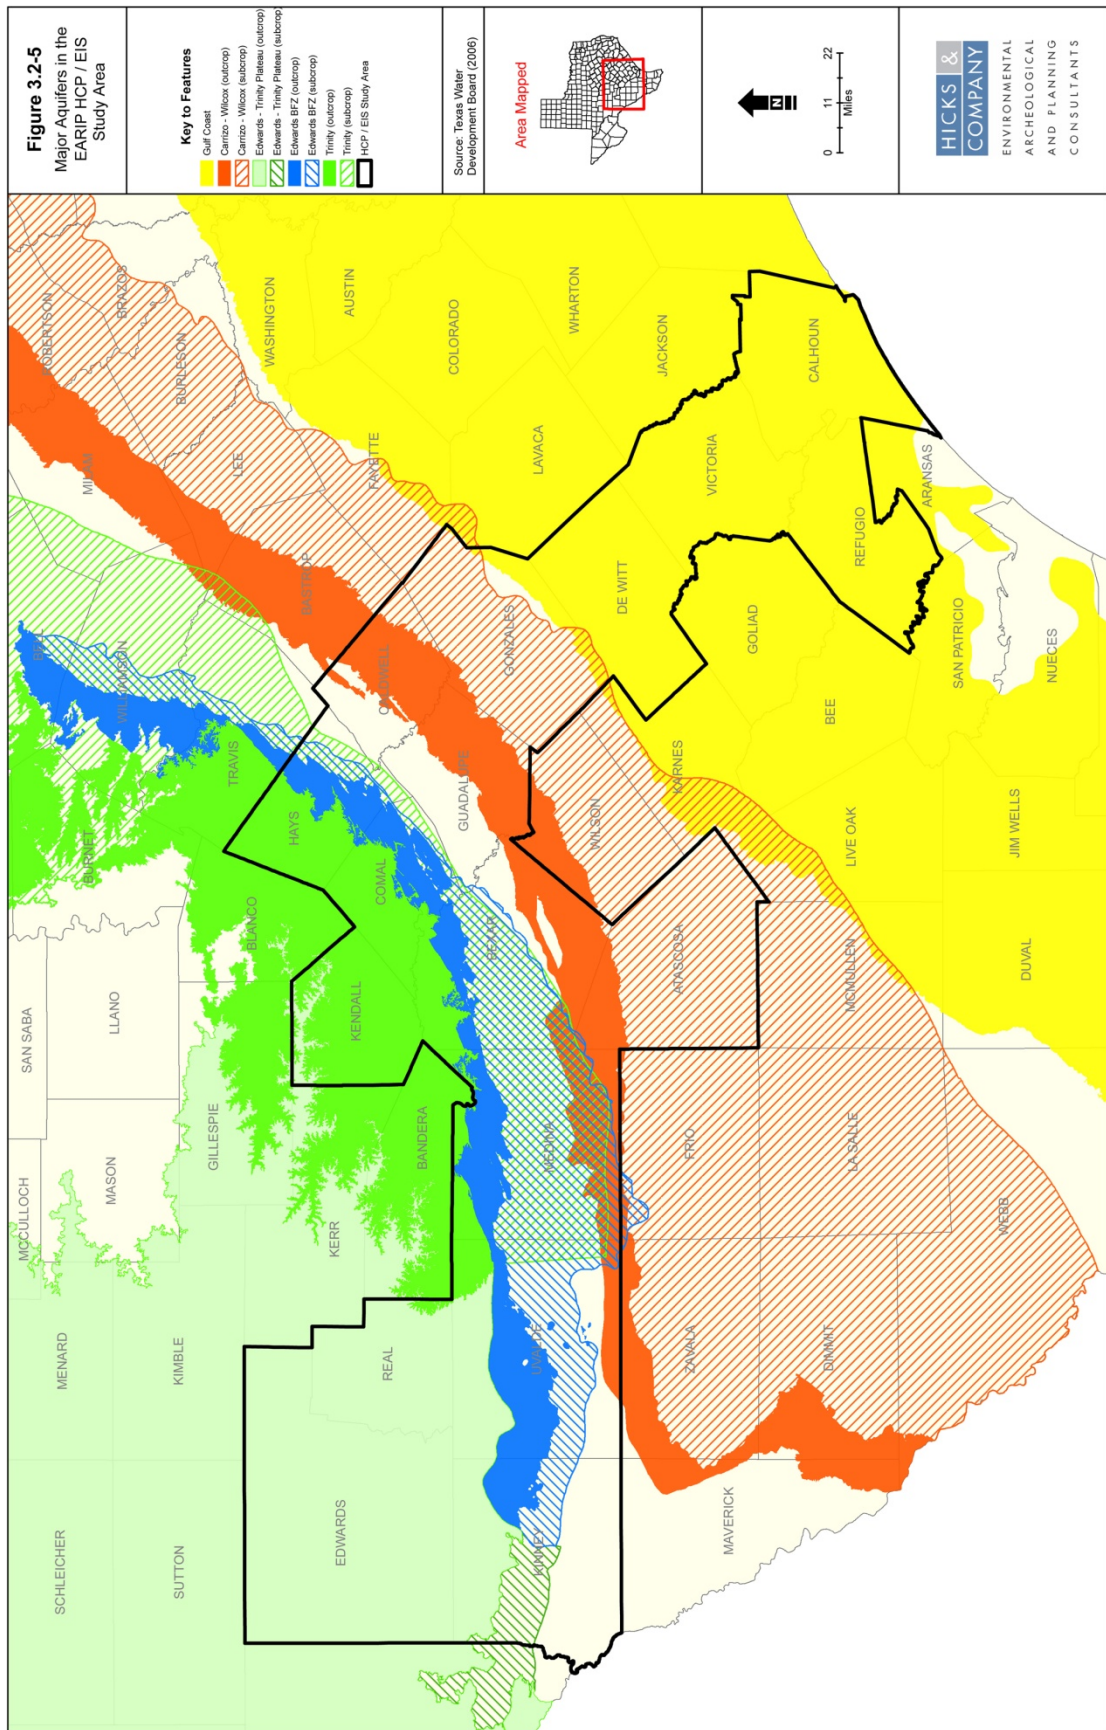 Figure 3.2-5
Major Aquifers in the
EARIP HCP / EIS
Study Area
Key to Features
Gulf Coast
Carrizo - Wilcox (outcrop)
Carrizo - Wilcox (subcrop)
Edwards - Trinity Plateau (outcrop)
Edwards - Trinity Plateau (subcrop)
Edwards BFZ (outcrop)
Edwards BFZ (subcrop)
Trinity (outcrop)
Trinity (subcrop)
HCP / EIS Study Area
Source: Texas Water
Development Board (2006)
Area Mapped
N
0 11 22
Miles
HICKS &
COMPANY
ENVIRONMENTAL
ARCHEOLOGICAL
AND PLANNING
CONSULTANTS
SCHLEICHER
MENARD
MCCULLOCH
SAN SABA
MASON
LLANO
BURNET
BELL
WILLIAMSON
MILAM
ROBERTSON
BRAZOS
BURLESON
LEE
SUTTON
KIMBLE
GILLESPIE
BLANCO
TRAVIS
BASTROP
WASHINGTON
AUSTIN
FAYETTE
COLORADO
EDWARDS
REAL
KERR
KENDALL
HAYS
COMAL
CALDWELL
BANDERA
GUADALUPE
GONZALES
LAVACA
WHARTON
KINNEY
UVALDE
MEDINA
BEXAR
WILSON
DE WITT
JACKSON
VICTORIA
MAVERICK
ZAVALA
FRIO
ATASCOSA
KARNES
GOLIAD
CALHOUN
REFUGIO
ARANSAS
DIMMIT
LA SALLE
MCMULLEN
LIVE OAK
BEE
SAN PATRICIO
WEBB
DUVAL
JIM WELLS
NUECES